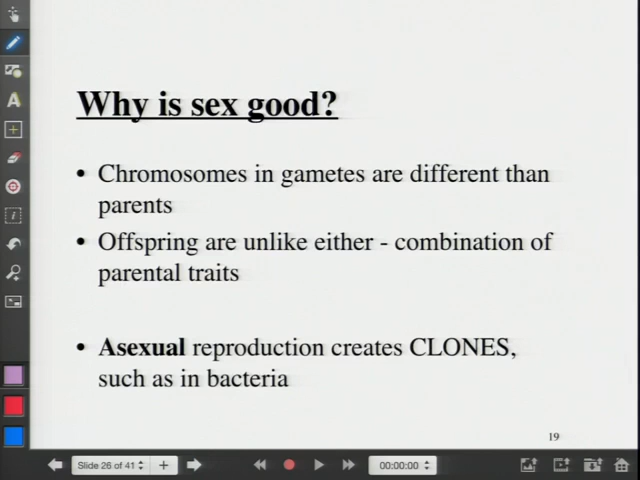 Why is sex good?
• Chromosomes in gametes are different than
parents
• Offspring are unlike either - combination of
parental traits
• Asexual reproduction creates CLONES,
such as in bacteria
19
Slide 26 of 41
00:00:00